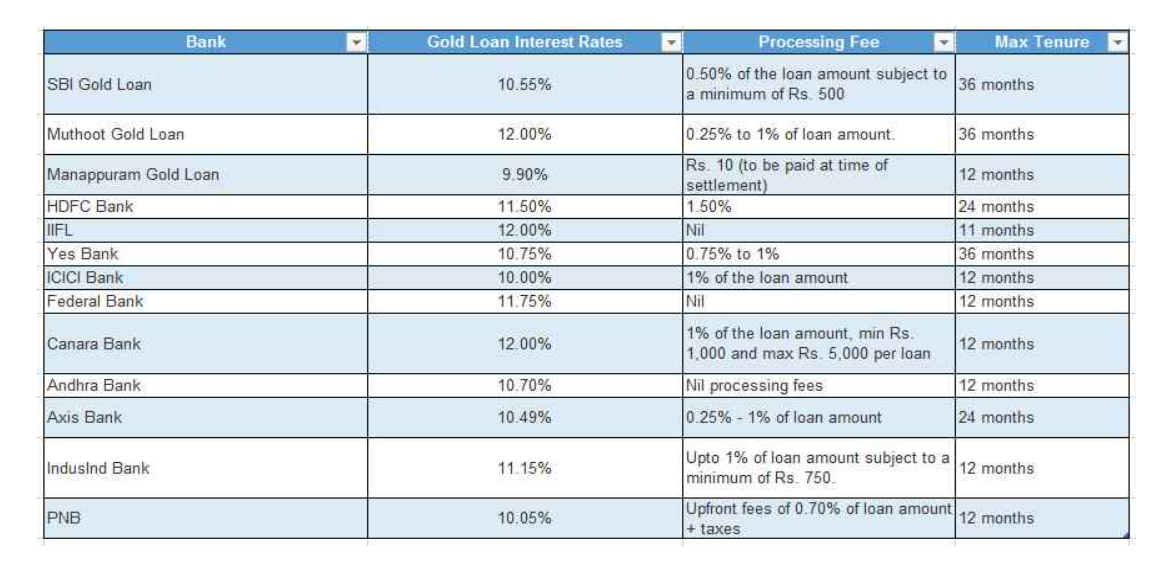 Bank Gold Loan Interest Rates Processing Fee Max Tenure
SBI Gold Loan 10.55% 0.50% of the loan amount subject to a minimum of Rs. 500 36 months
Muthoot Gold Loan 12.00% 0.25% to 1% of loan amount. 36 months
Manappuram Gold Loan 9.90% Rs. 10 (to be paid at time of settlement) 12 months
HDFC Bank 11.50% 1.50% 24 months
IIFL 12.00% Nil 11 months
Yes Bank 10.75% 0.75% to 1% 36 months
ICICI Bank 10.00% 1% of the loan amount 12 months
Federal Bank 11.75% Nil 12 months
Canara Bank 12.00% 1% of the loan amount, min Rs. 1,000 and max Rs. 5,000 per loan 12 months
Andhra Bank 10.70% Nil processing fees 12 months
Axis Bank 10.49% 0.25% - 1% of loan amount 24 months
IndusInd Bank 11.15% Upto 1% of loan amount subject to a minimum of Rs. 750. 12 months
PNB 10.05% Upfront fees of 0.70% of loan amount + taxes 12 months